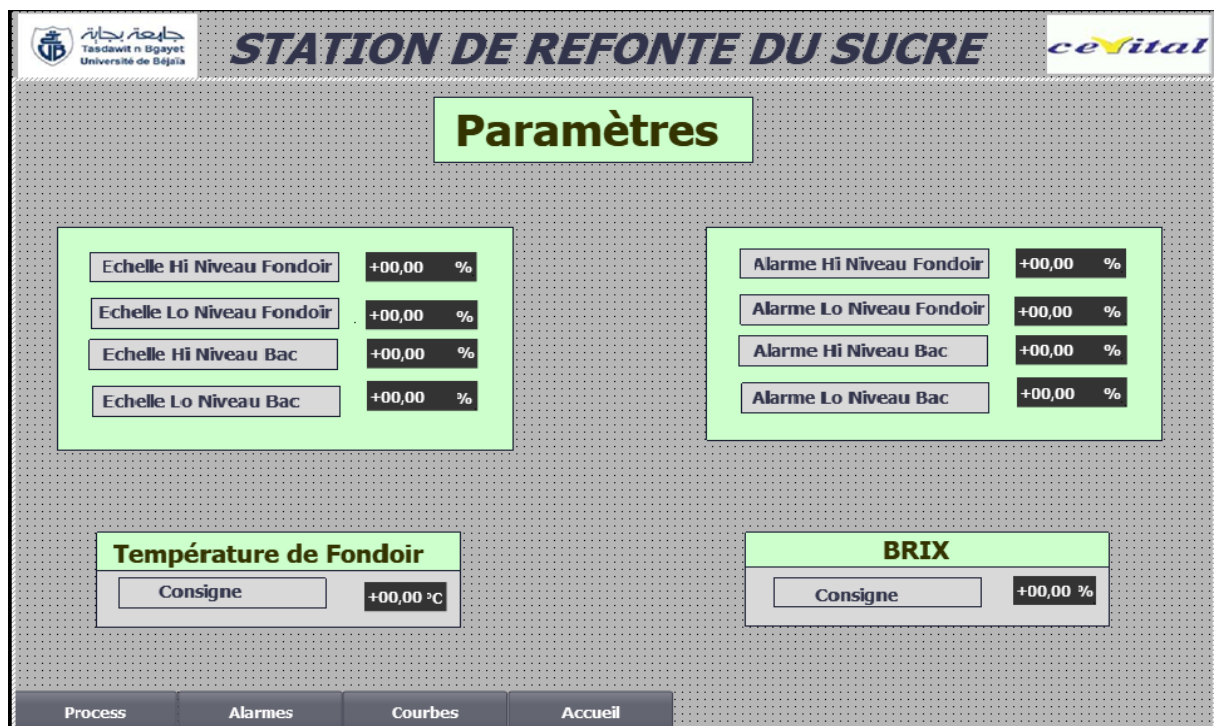 جامعة بجاية
Tasdawit n Bgayet
Université de Béjaïa
STATION DE REFONTE DU SUCRE
cevital
Paramètres
Echelle Hi Niveau Fondoir +00,00 %
Echelle Lo Niveau Fondoir +00,00 %
Echelle Hi Niveau Bac +00,00 %
Echelle Lo Niveau Bac +00,00 %
Alarme Hi Niveau Fondoir +00,00 %
Alarme Lo Niveau Fondoir +00,00 %
Alarme Hi Niveau Bac +00,00 %
Alarme Lo Niveau Bac +00,00 %
Température de Fondoir
Consigne +00,00 °C
BRIX
Consigne +00,00 %
Process Alarmes Courbes Accueil